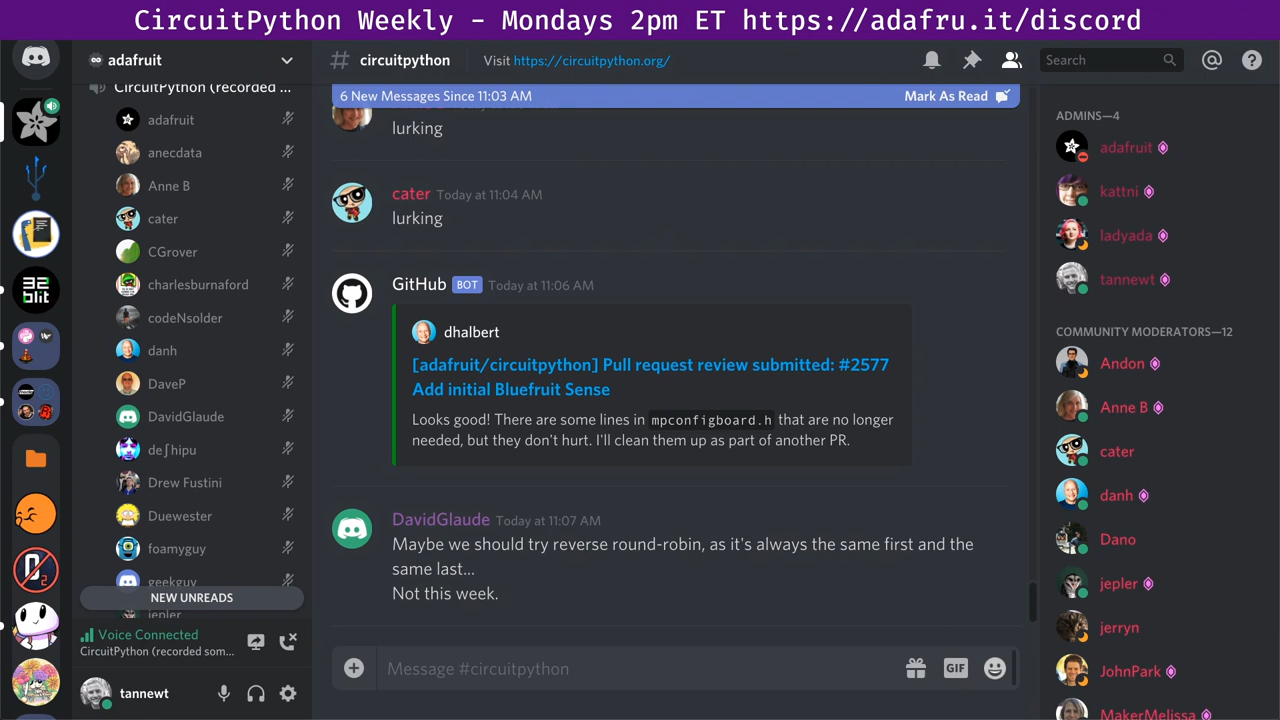 CircuitPython Weekly - Mondays 2pm ET https://adafru.it/discord
adafruit
CircuitPython (recorded ...
adafruit
anecdata
Anne B
cater
CGrover
charlesburnaford
codeNsolder
danh
DaveP
DavidGlaude
de∫hipu
Drew Fustini
Duewester
foamyguy
geekguy
jepler
NEW UNREADS
Voice Connected
CircuitPython (recorded som...
tannewt
32
blit
# circuitpython
Visit https://circuitpython.org/
Search
6 New Messages Since 11:03 AM
Mark As Read
lurking
cater Today at 11:04 AM
lurking
GitHub BOT Today at 11:06 AM
dhalbert
[adafruit/circuitpython] Pull request review submitted: #2577
Add initial Bluefruit Sense
Looks good! There are some lines in mpconfigboard.h that are no longer
needed, but they don't hurt. I'll clean them up as part of another PR.
DavidGlaude Today at 11:07 AM
Maybe we should try reverse round-robin, as it's always the same first and the
same last...
Not this week.
Message #circuitpython
GIF
ADMINS—4
adafruit
kattni
ladyada
tannewt
COMMUNITY MODERATORS—12
Andon
Anne B
cater
danh
Dano
jepler
jerryn
JohnPark
MakerMelissa